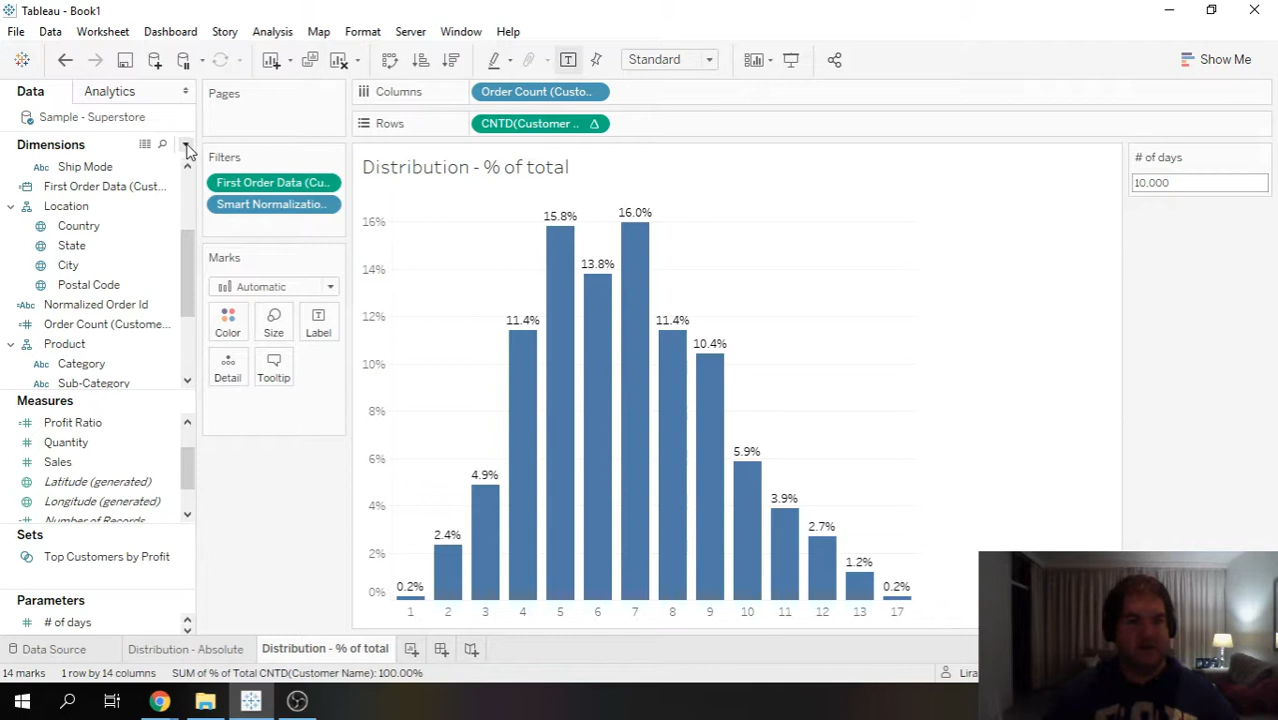 Tableau - Book1
File Data Worksheet Dashboard Story Analysis Map Format Server Window Help
Standard
Show Me
Data Analytics
Sample - Superstore
Dimensions
Abc Ship Mode
First Order Data (Cust...
Location
Country
State
City
Postal Code
Abc Normalized Order Id
Order Count (Custome...
Product
Abc Category
Abc Sub-Category
Measures
Profit Ratio
Quantity
Sales
Latitude (generated)
Longitude (generated)
Number of Records
Sets
Top Customers by Profit
Parameters
# of days
Pages
Filters
First Order Data (Cu..
Smart Normalizatio..
Marks
Automatic
Color Size Label
Detail Tooltip
Columns Order Count (Custo..
Rows CNTD(Customer ..
Distribution - % of total
16%
14%
12%
10%
8%
6%
4%
2%
0%
0.2% 2.4% 4.9% 11.4% 15.8% 13.8% 16.0% 11.4% 10.4% 5.9% 3.9% 2.7% 1.2% 0.2%
1 2 3 4 5 6 7 8 9 10 11 12 13 17
# of days
10,000
Data Source Distribution - Absolute Distribution - % of total
14 marks 1 row by 14 columns SUM of % of Total CNTD(Customer Name): 100.00%
Lira